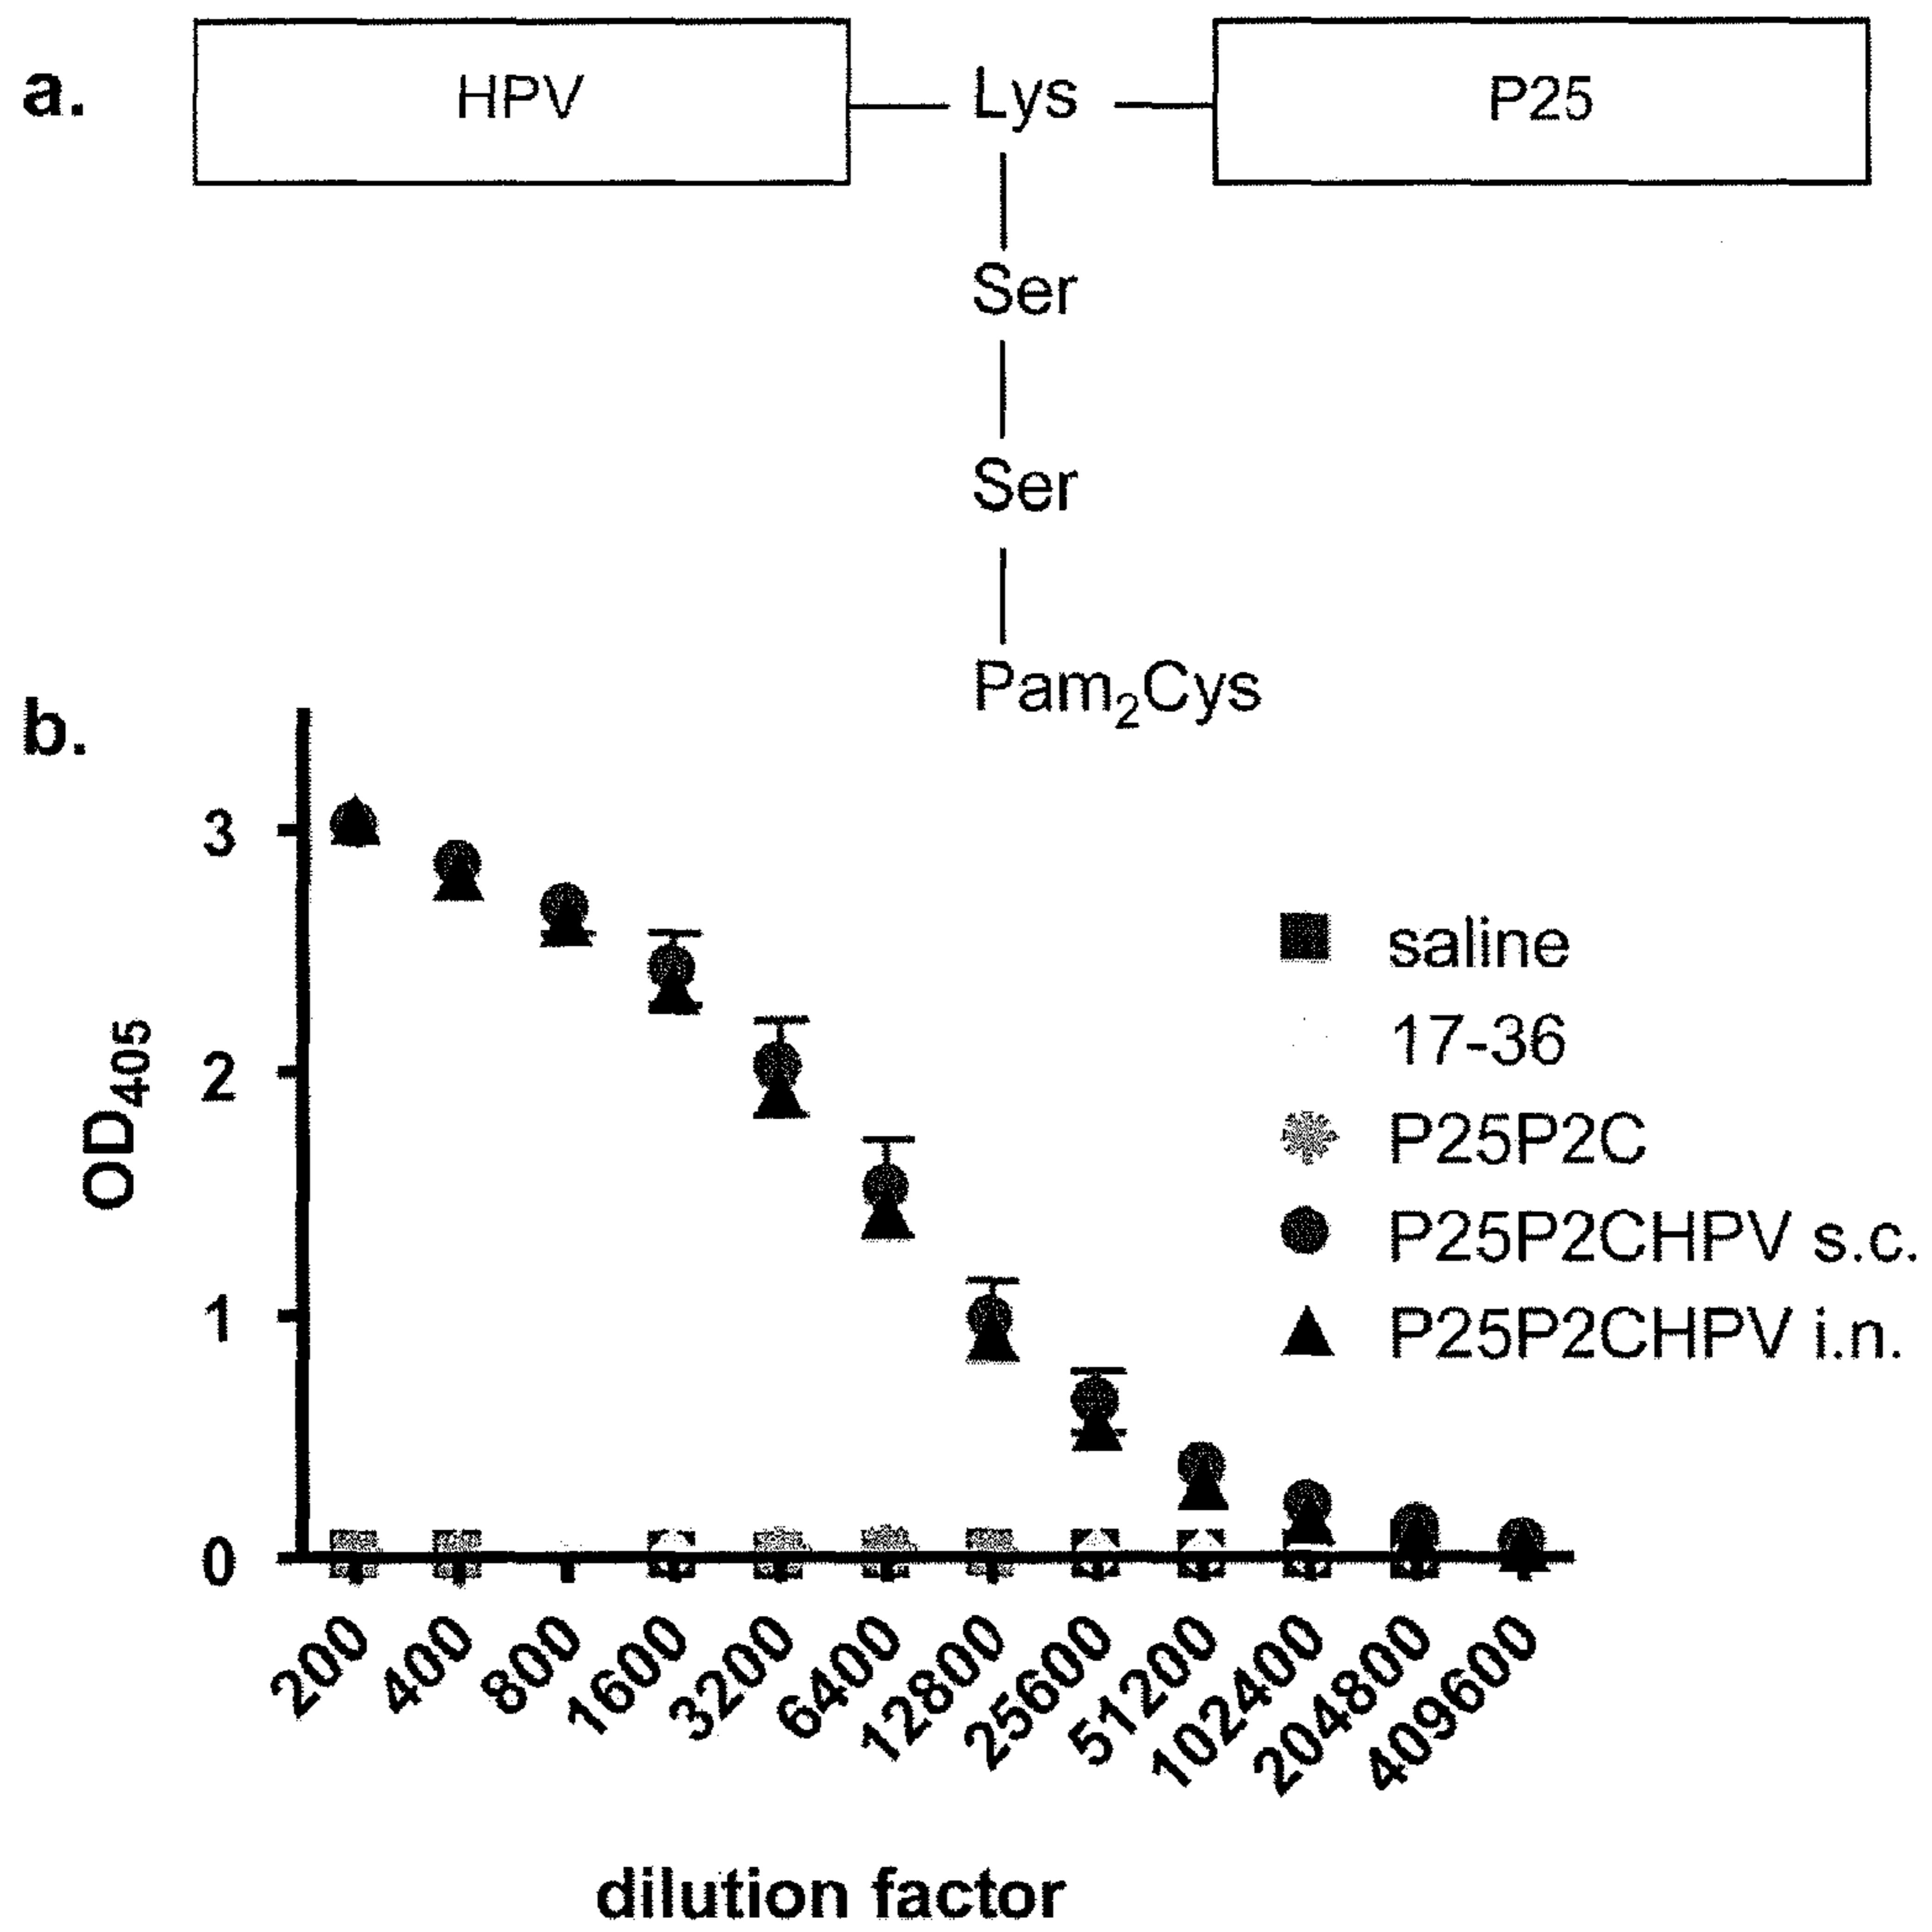 a.
HPV Lys P25
Ser
Ser
Pam₂Cys
b.
3
2
1
0
OD₄₀₅
saline
17-36
P25P2C
P25P2CHPV s.c.
P25P2CHPV i.n.
200 400 800 1600 3200 6400 12800 25600 51200 102400 204800 409600
dilution factor